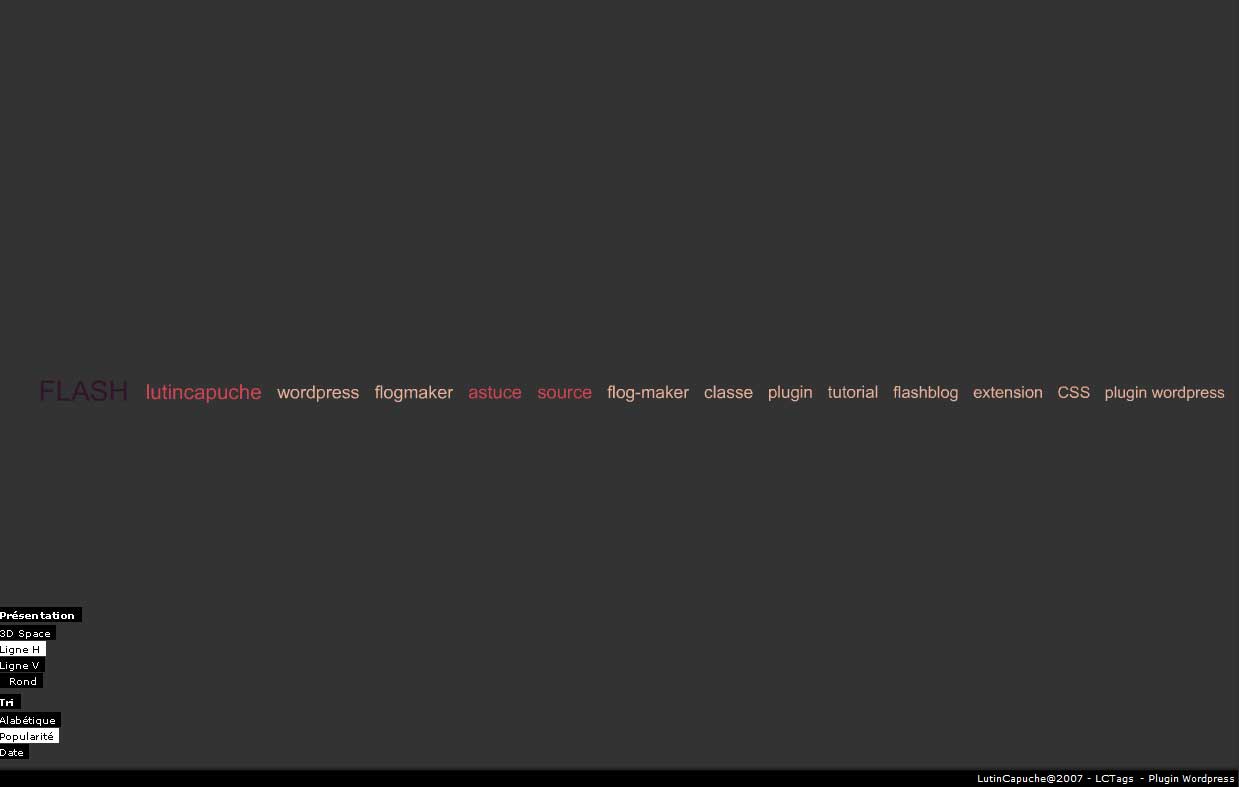 FLASH lutincapuche wordpress flogmaker astuce source flog-maker classe plugin tutorial flashblog extension CSS plugin wordpress
Présentation
3D Space
Ligne H
Ligne V
Rond
Tri
Alabétique
Popularité
Date
LutinCapuche@2007 - LCTags - Plugin Wordpress